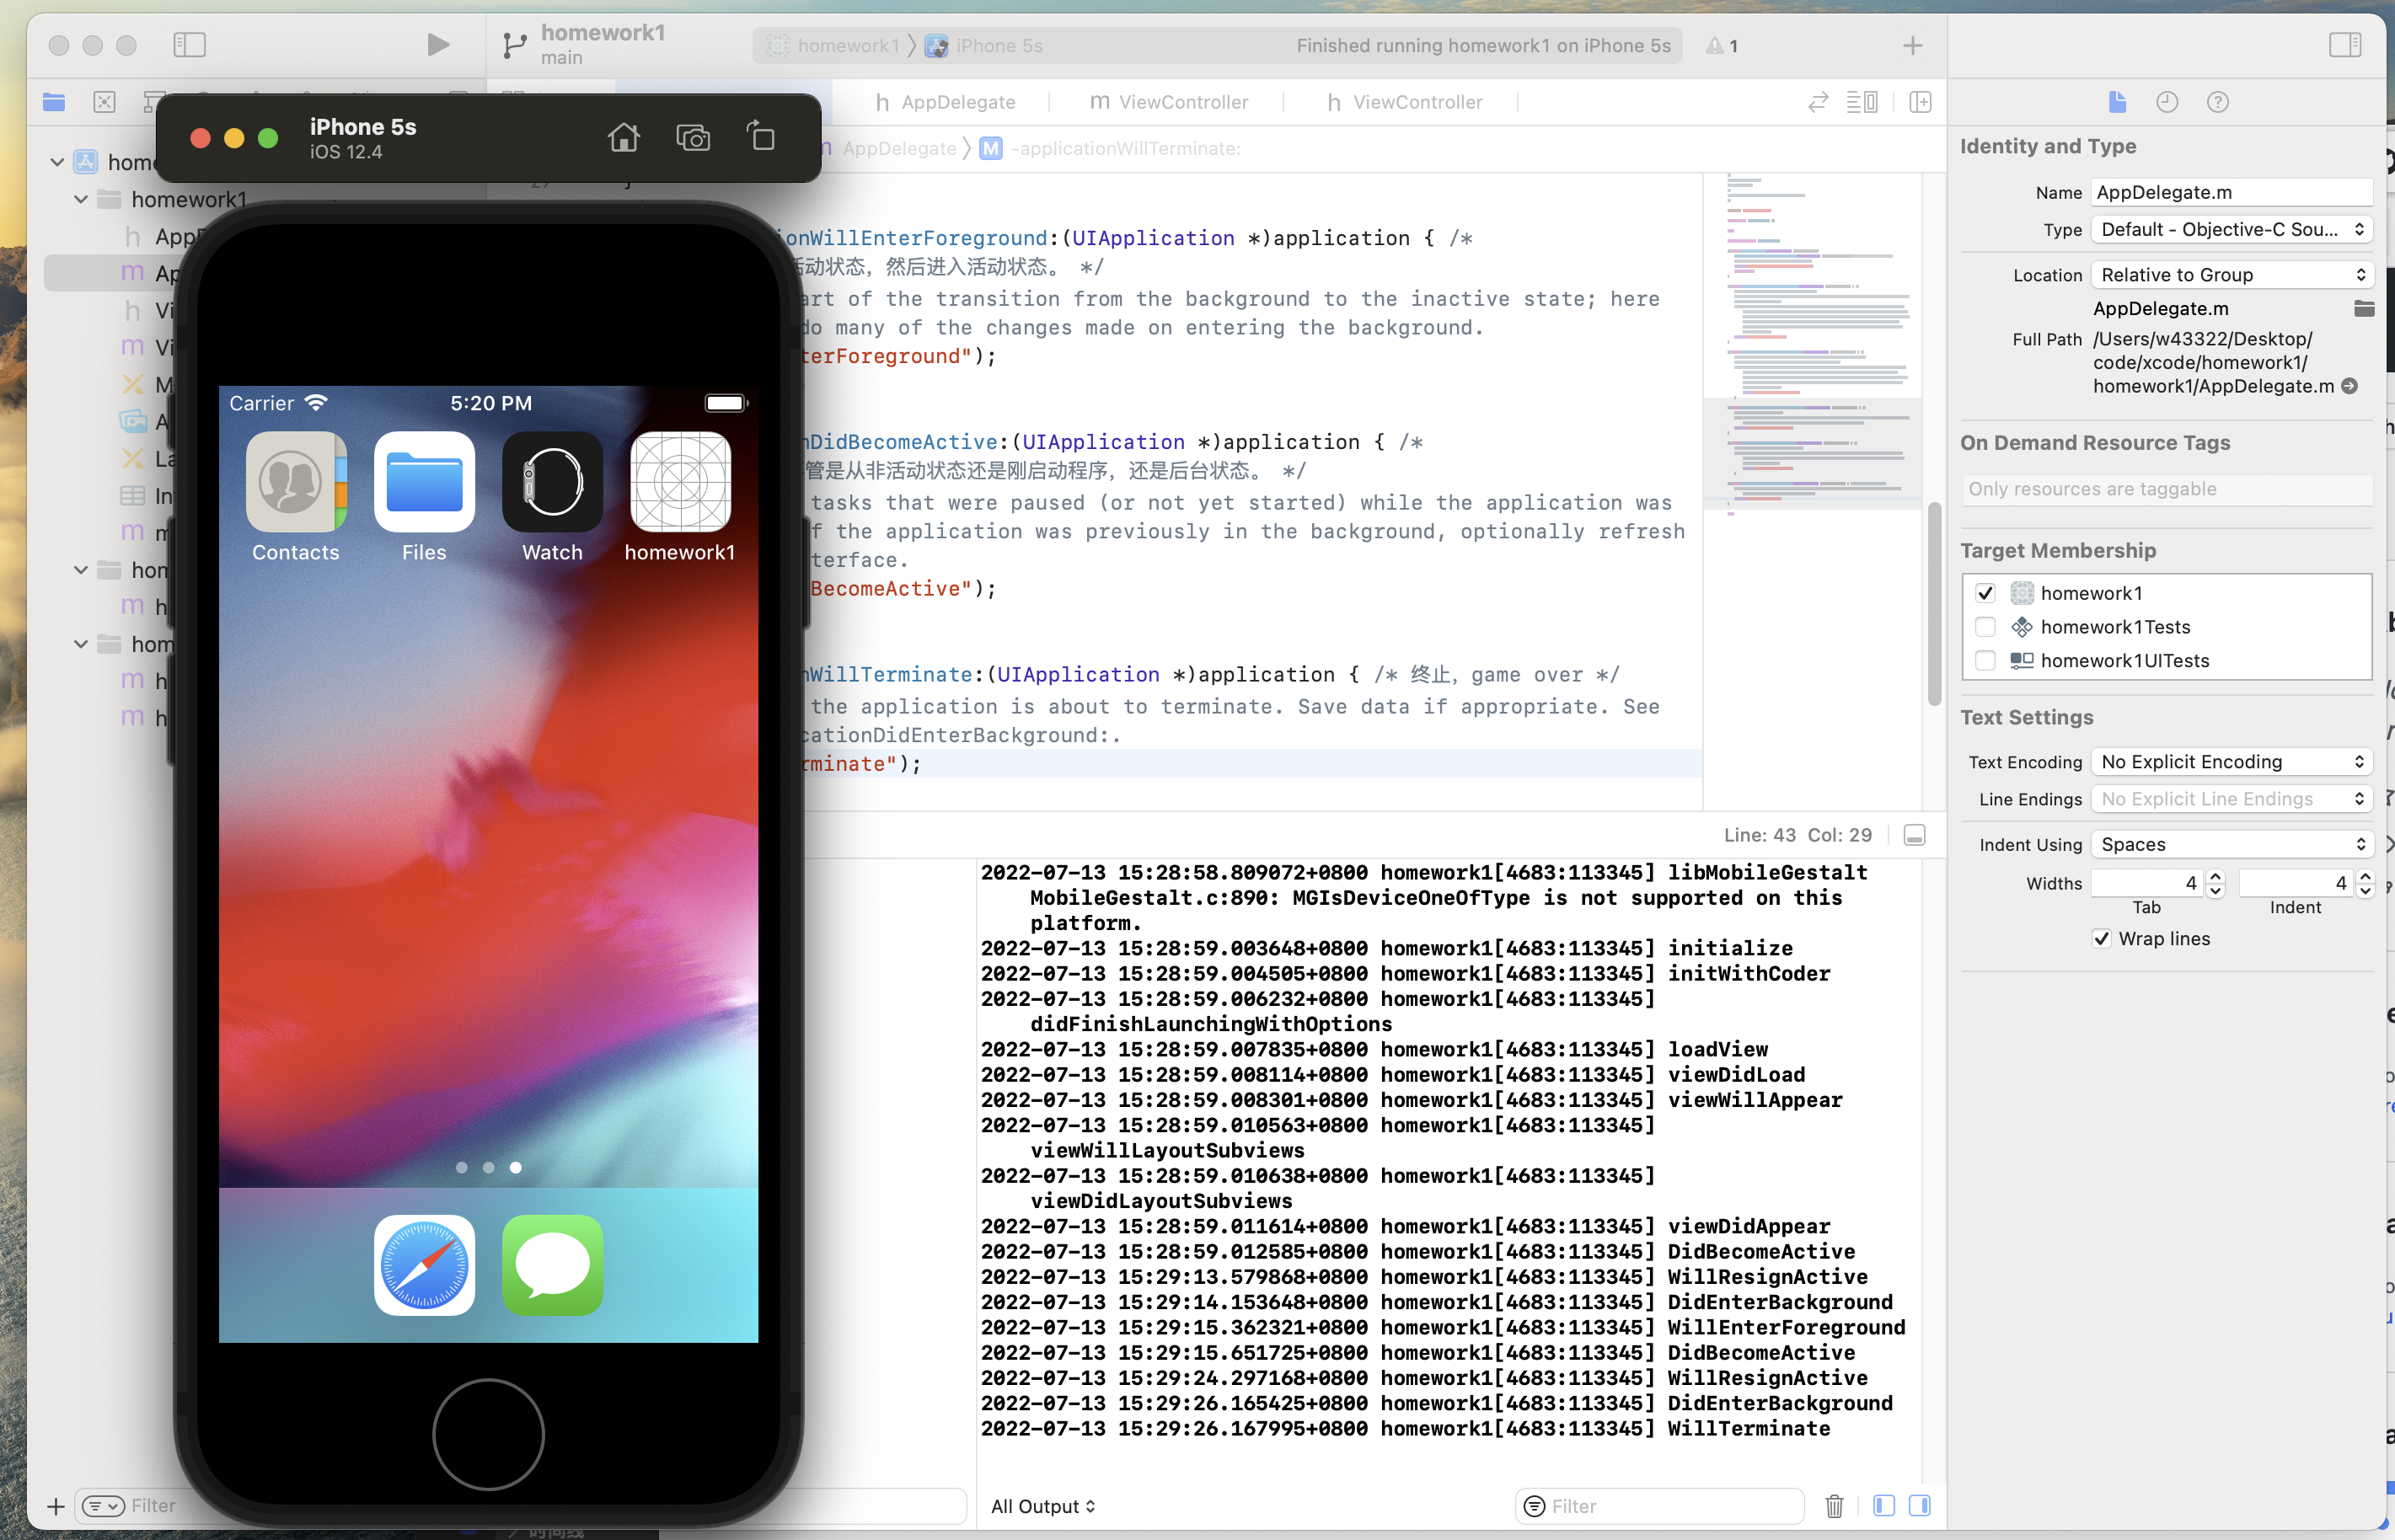 homework1
main
homework1 〉 iPhone 5s
Finished running homework1 on iPhone 5s
1
h AppDelegate
m ViewController
h ViewController
iPhone 5s
iOS 12.4
AppDelegate 〉 M -applicationWillTerminate:
homework1
Carrier
5:20 PM
Contacts
Files
Watch
homework1
Filter
onWillEnterForeground:(UIApplication *)application { /*
活动状态，然后进入活动状态。 */
art of the transition from the background to the inactive state; here
do many of the changes made on entering the background.
terForeground");
nDidBecomeActive:(UIApplication *)application { /*
管是从非活动状态还是刚启动程序，还是后台状态。 */
tasks that were paused (or not yet started) while the application was
f the application was previously in the background, optionally refresh
terface.
BecomeActive");
nWillTerminate:(UIApplication *)application { /* 终止，game over */
the application is about to terminate. Save data if appropriate. See
cationDidEnterBackground:.
rminate");
Line: 43 Col: 29
2022-07-13 15:28:58.809072+0800 homework1[4683:113345] libMobileGestalt
MobileGestalt.c:890: MGIsDeviceOneOfType is not supported on this
platform.
2022-07-13 15:28:59.003648+0800 homework1[4683:113345] initialize
2022-07-13 15:28:59.004505+0800 homework1[4683:113345] initWithCoder
2022-07-13 15:28:59.006232+0800 homework1[4683:113345]
didFinishLaunchingWithOptions
2022-07-13 15:28:59.007835+0800 homework1[4683:113345] loadView
2022-07-13 15:28:59.008114+0800 homework1[4683:113345] viewDidLoad
2022-07-13 15:28:59.008301+0800 homework1[4683:113345] viewWillAppear
2022-07-13 15:28:59.010563+0800 homework1[4683:113345]
viewWillLayoutSubviews
2022-07-13 15:28:59.010638+0800 homework1[4683:113345]
viewDidLayoutSubviews
2022-07-13 15:28:59.011614+0800 homework1[4683:113345] viewDidAppear
2022-07-13 15:28:59.012585+0800 homework1[4683:113345] DidBecomeActive
2022-07-13 15:29:13.579868+0800 homework1[4683:113345] WillResignActive
2022-07-13 15:29:14.153648+0800 homework1[4683:113345] DidEnterBackground
2022-07-13 15:29:15.362321+0800 homework1[4683:113345] WillEnterForeground
2022-07-13 15:29:15.651725+0800 homework1[4683:113345] DidBecomeActive
2022-07-13 15:29:24.297168+0800 homework1[4683:113345] WillResignActive
2022-07-13 15:29:26.165425+0800 homework1[4683:113345] DidEnterBackground
2022-07-13 15:29:26.167995+0800 homework1[4683:113345] WillTerminate
All Output
Filter
Identity and Type
Name AppDelegate.m
Type Default - Objective-C Sou...
Location Relative to Group
AppDelegate.m
Full Path /Users/w43322/Desktop/
code/xcode/homework1/
homework1/AppDelegate.m
On Demand Resource Tags
Only resources are taggable
Target Membership
homework1
homework1Tests
homework1UITests
Text Settings
Text Encoding No Explicit Encoding
Line Endings No Explicit Line Endings
Indent Using Spaces
Widths 4 4
Tab Indent
Wrap lines